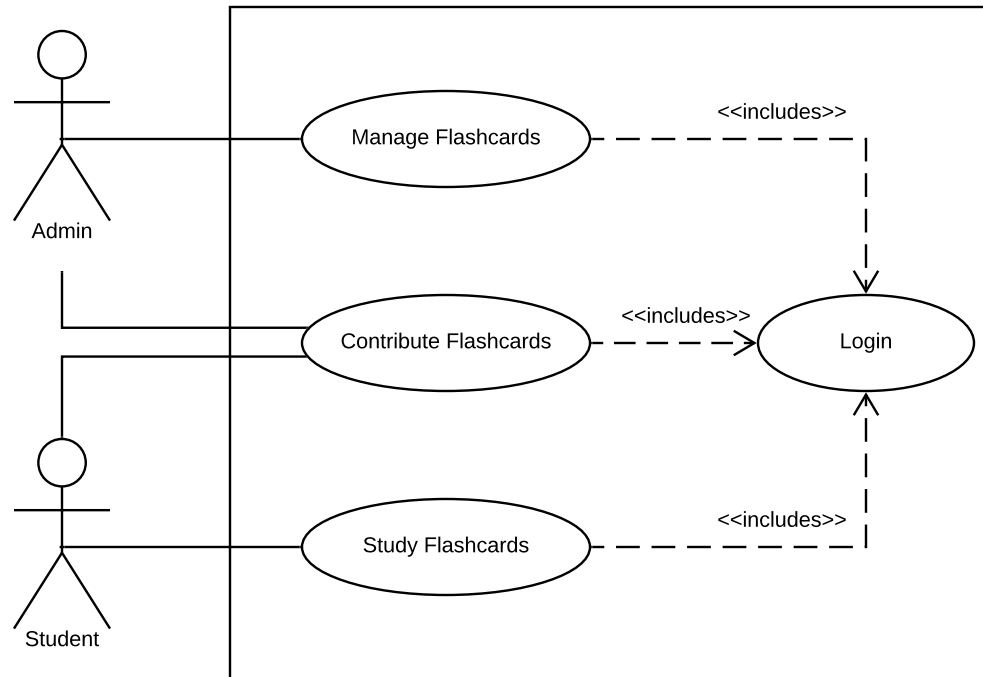 <<includes>>
Manage Flashcards
Admin
<<includes>>
Contribute Flashcards
Login
<<includes>>
Study Flashcards
Student